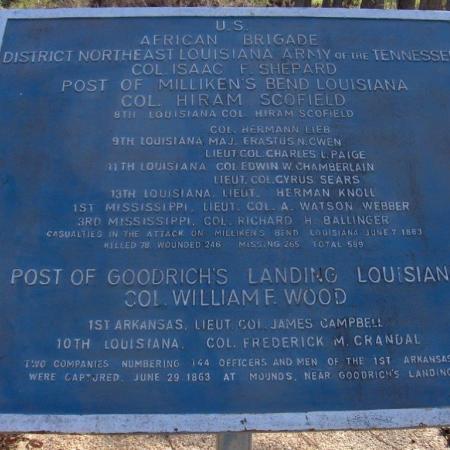 U.S.
AFRICAN BRIGADE
DISTRICT NORTHEAST LOUISIANA ARMY OF THE TENNESSEE
COL. ISAAC F. SHEPARD
POST OF MILLIKEN'S BEND LOUISIANA
COL. HIRAM SCOFIELD
8TH LOUISIANA COL. HIRAM SCOFIELD
COL. HERMANN LIEB
9TH LOUISIANA MAJ. ERASTUS N. OWEN
LIEUT. COL. CHARLES L. PAIGE
11TH LOUISIANA COL. EDWIN W. CHAMBERLAIN
LIEUT. COL. CYRUS SEARS
13TH LOUISIANA, LIEUT. HERMAN KNOLL
1ST MISSISSIPPI, LIEUT. COL. A. WATSON WEBBER
3RD MISSISSIPPI, COL. RICHARD H. BALLINGER
CASUALTIES IN THE ATTACK ON MILLIKEN'S BEND LOUISIANA JUNE 7 1863
KILLED 78, WOUNDED 246 MISSING 265 TOTAL 589
POST OF GOODRICH'S LANDING LOUISIAN
COL. WILLIAM F. WOOD
1ST ARKANSAS, LIEUT. COL. JAMES CAMPBELL
10TH LOUISIANA, COL. FREDERICK M. CRANDAL
TWO COMPANIES NUMBERING 144 OFFICERS AND MEN OF THE 1ST ARKANSAS
WERE CAPTURED, JUNE 29 1863 AT MOUNDS, NEAR GOODRICH'S LANDING